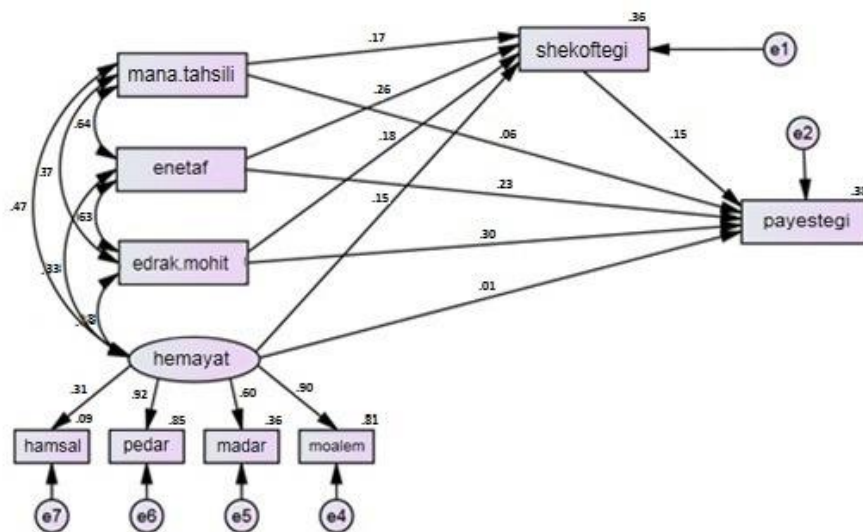 .36
shekoftegi
e1
.17
mana.tahsili
.26
e2
.64
.18
.06
.15
enetaf
.37
.23
.15
.38
payestegi
.47
.63
.30
edrak.mohit
.33
.01
hemayat
.31
.92
.60
.90
.09
.85
.36
.81
hamsal
pedar
madar
moalem
e7
e6
e5
e4